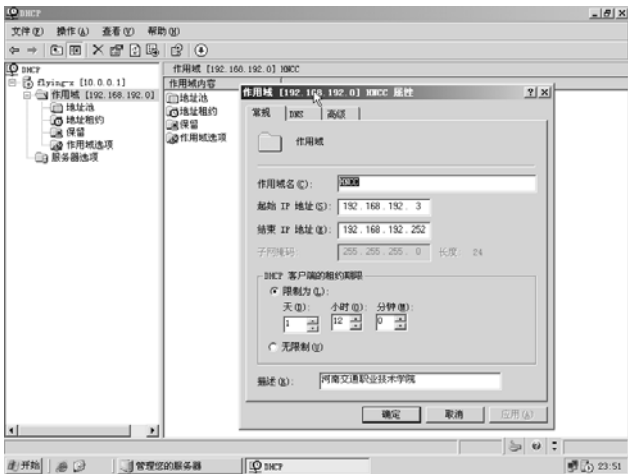 DHCP
文件(F) 操作(A) 查看(V) 帮助(H)
DHCP
flying-z [10.0.0.1]
作用域 [192.168.192.0]
地址池
地址租约
保留
作用域选项
服务器选项
作用域 [192.168.192.0] HNCC
作用域内容
地址池
地址租约
保留
作用域选项
作用域 [192.168.192.0] HNCC 属性
常规 DNS 高级
作用域
作用域名(C): HNCC
起始 IP 地址(S): 192 .168 .192 . 3
结束 IP 地址(E): 192 .168 .192 .252
子网掩码: 255 .255 .255 . 0 长度: 24
DHCP 客户端的租约期限
限制为(L):
天(D): 小时(O): 分钟(M):
1 12 0
无限制(U)
描述(R): 河南交通职业技术学院
确定 取消 应用(A)
开始 管理您的服务器 DHCP 23:51